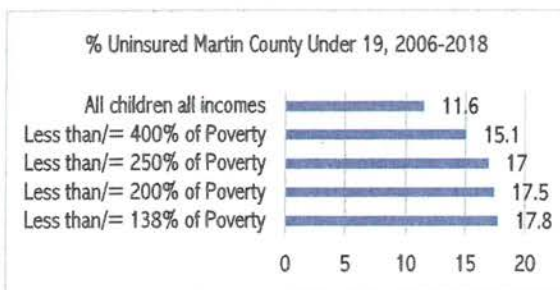 % Uninsured Martin County Under 19, 2006-2018
All children all incomes 11.6
Less than/= 400% of Poverty 15.1
Less than/= 250% of Poverty 17
Less than/= 200% of Poverty 17.5
Less than/= 138% of Poverty 17.8
0 5 10 15 20